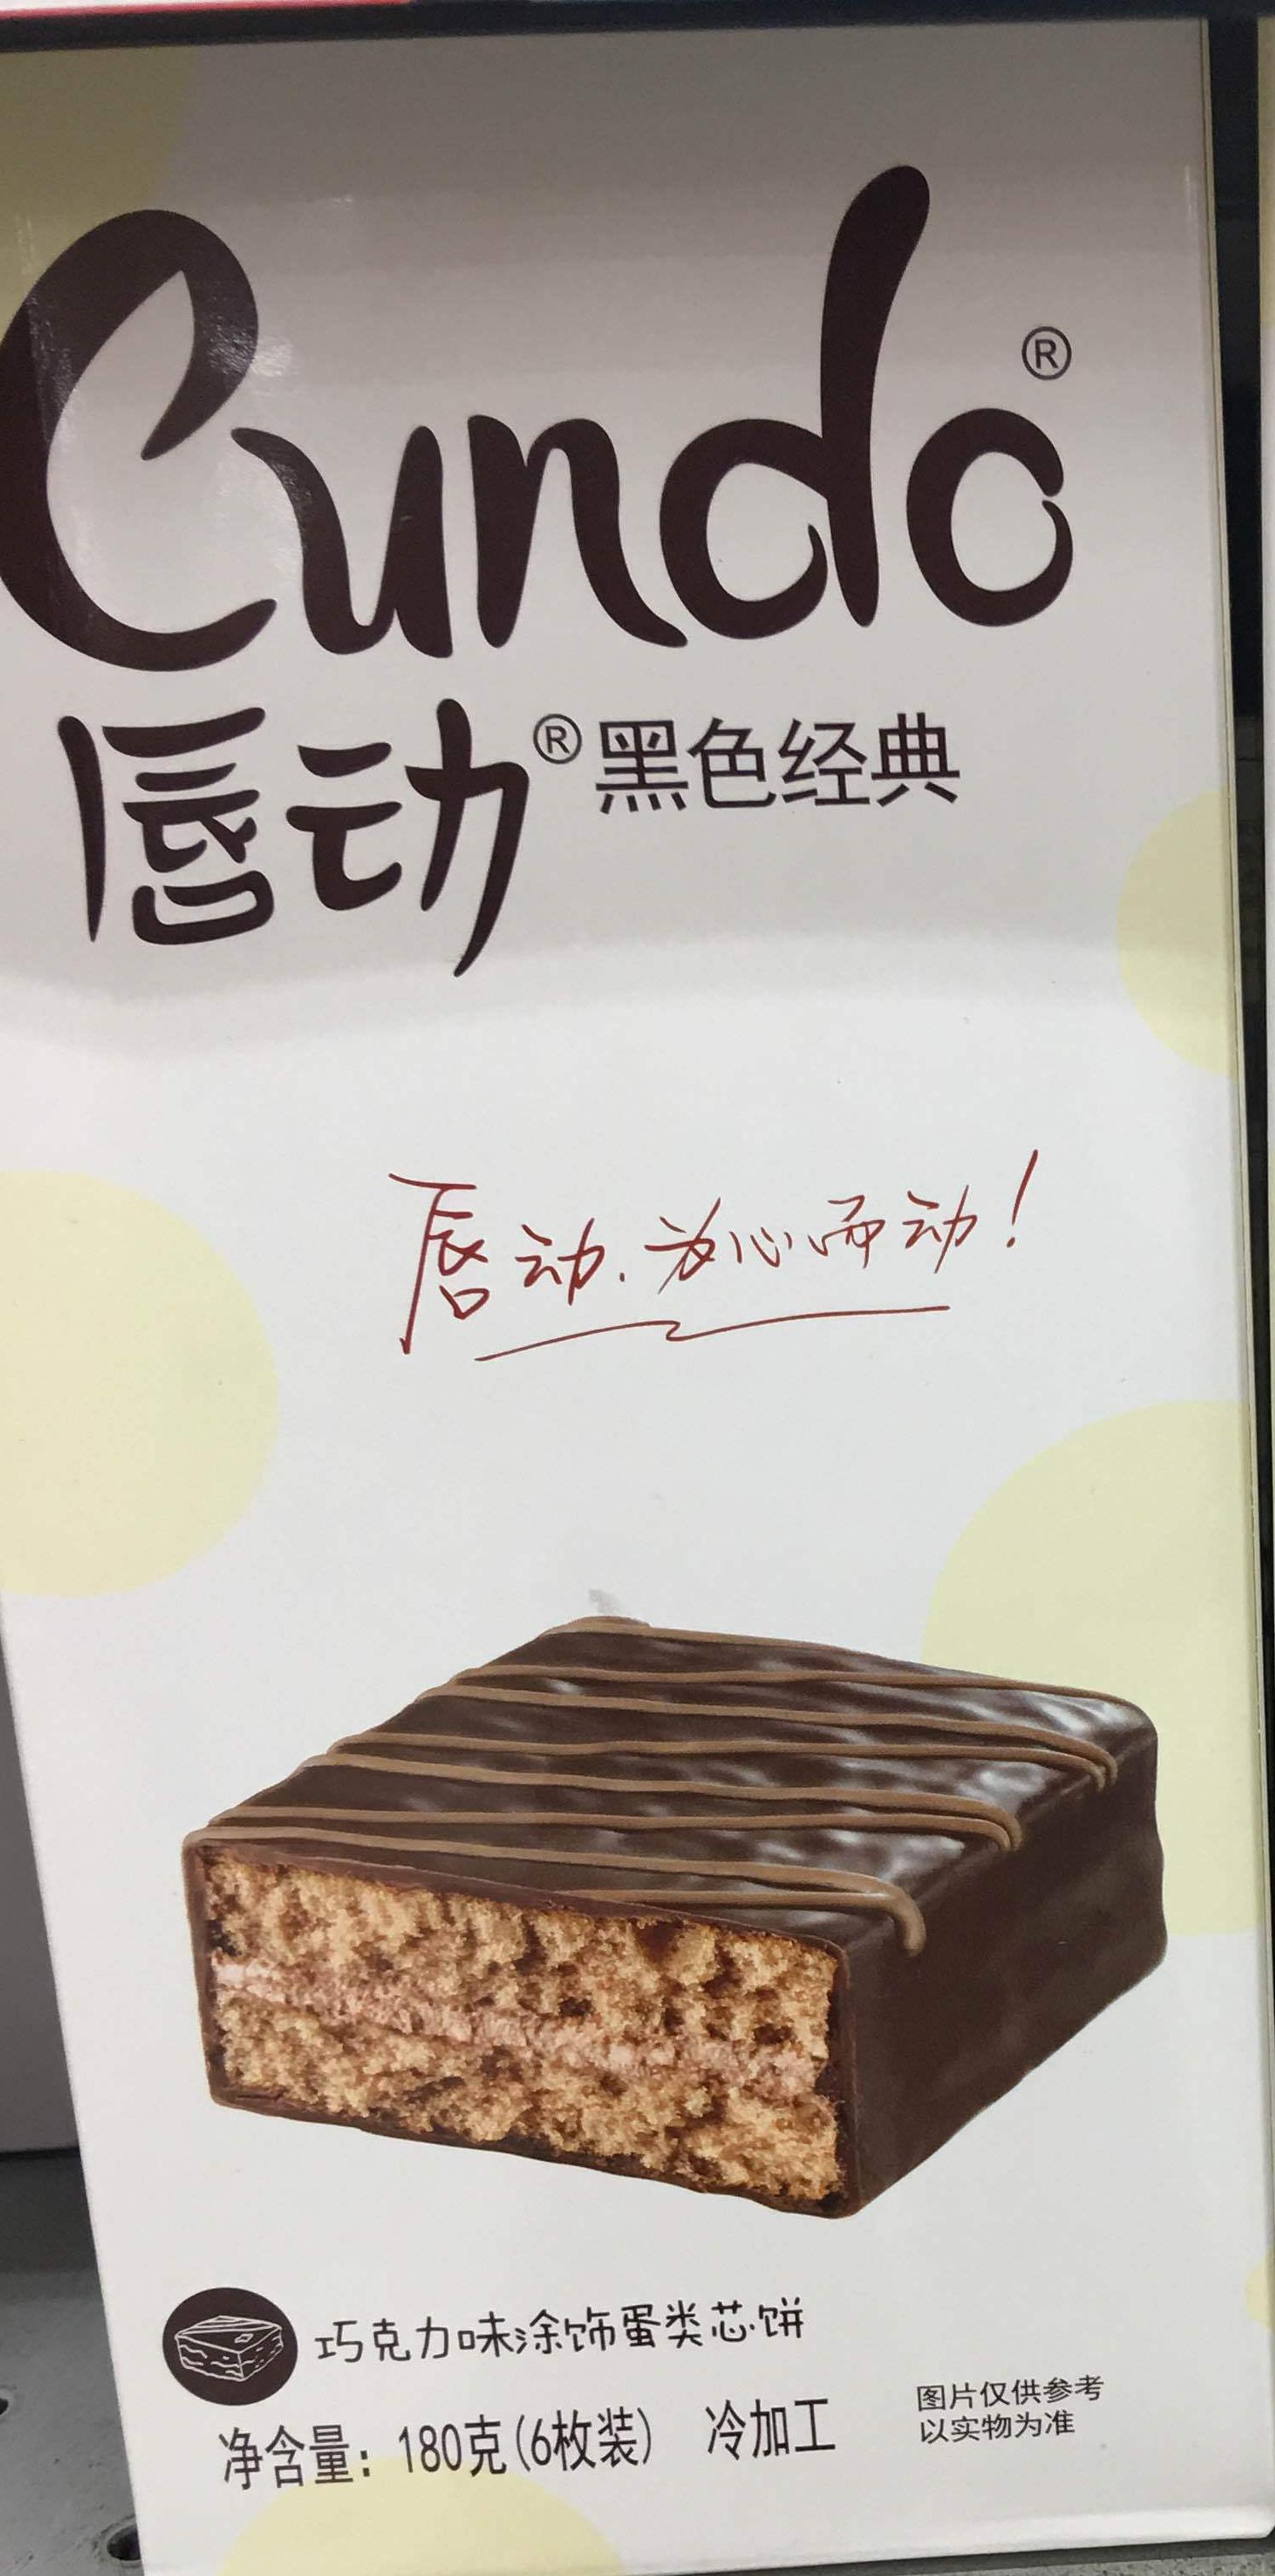 Cundo®
唇动®黑色经典
唇动.为心而动!
巧克力味涂饰蛋类芯饼
净含量：180克(6枚装) 冷加工
图片仅供参考
以实物为准